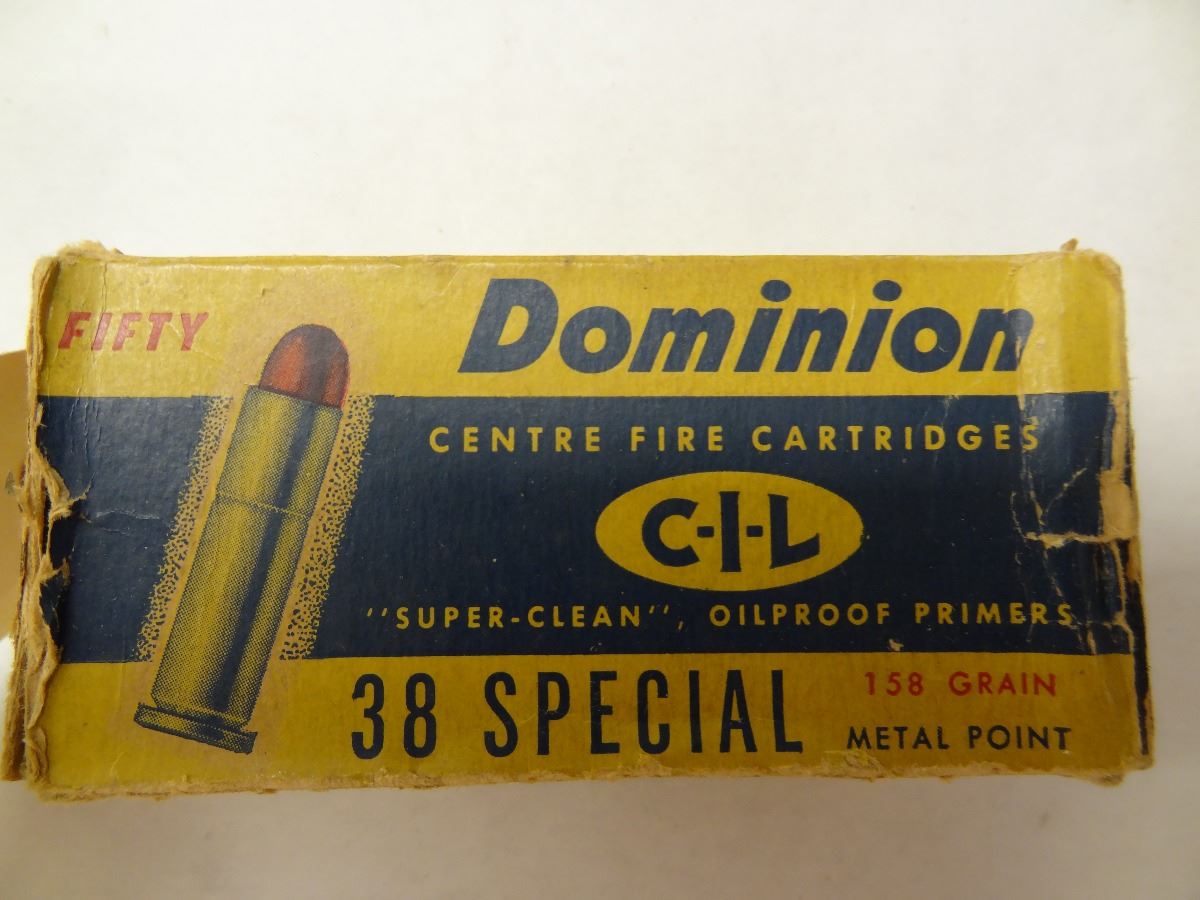 FIFTY
Dominion
CENTRE FIRE CARTRIDGES
C-I-L
"SUPER-CLEAN", OILPROOF PRIMERS
38 SPECIAL
158 GRAIN
METAL POINT